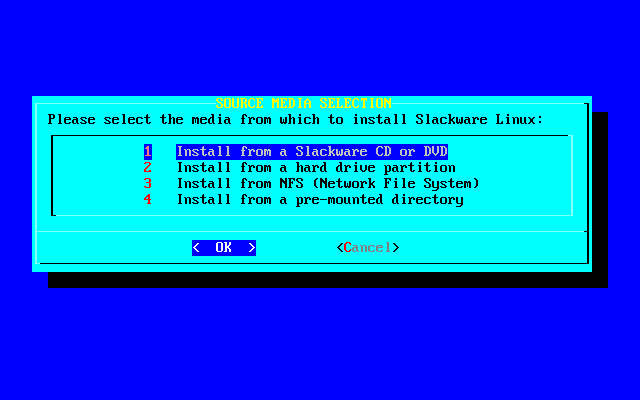 SOURCE MEDIA SELECTION
Please select the media from which to install Slackware Linux:
1 Install from a Slackware CD or DVD
2 Install from a hard drive partition
3 Install from NFS (Network File System)
4 Install from a pre-mounted directory
< OK > <Cancel>